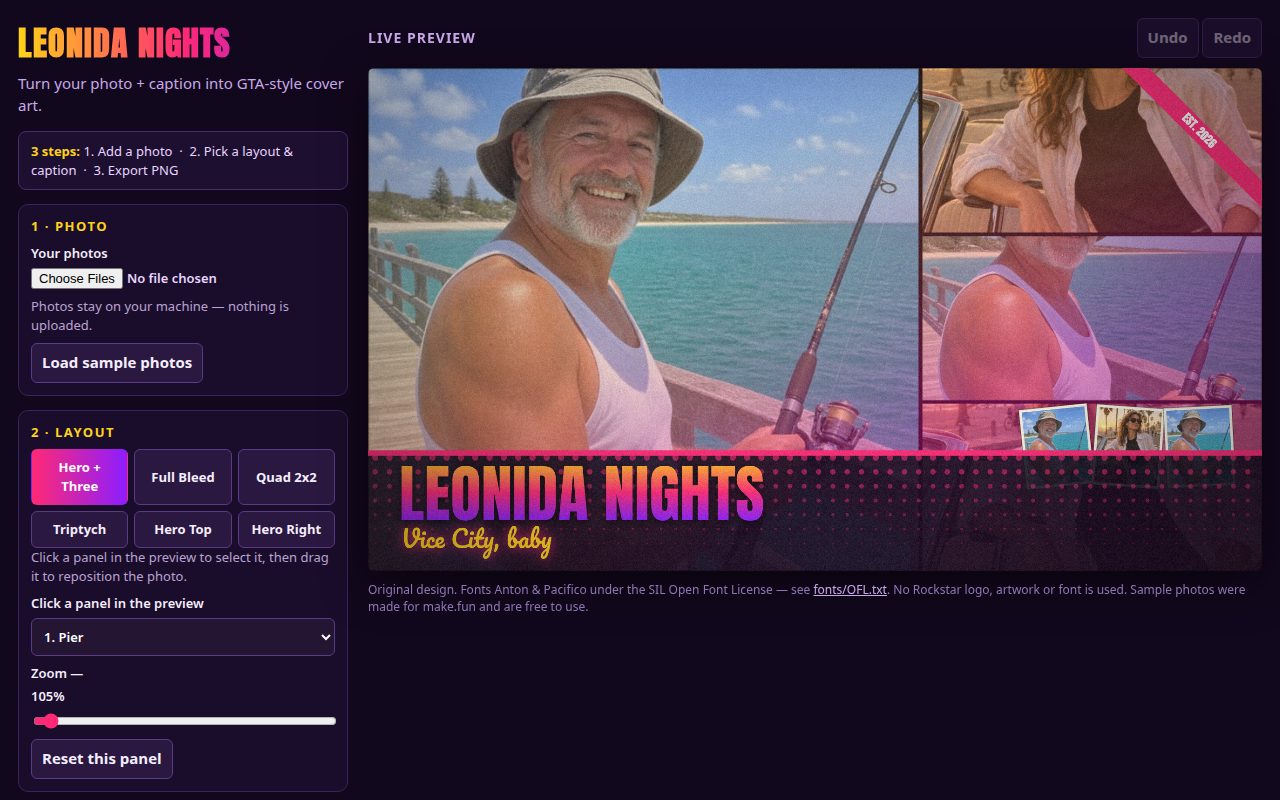 LEONIDA NIGHTS
Turn your photo + caption into GTA-style cover
art.
3 steps: 1. Add a photo · 2. Pick a layout &
caption · 3. Export PNG
1 · PHOTO
Your photos
Choose Files No file chosen
Photos stay on your machine — nothing is
uploaded.
Load sample photos
2 · LAYOUT
Hero +
Three
Full Bleed
Quad 2x2
Triptych
Hero Top
Hero Right
Click a panel in the preview to select it, then drag
it to reposition the photo.
Click a panel in the preview
1. Pier
Zoom —
105%
Reset this panel
LIVE PREVIEW
Undo
Redo
EST. 2026
LEONIDA NIGHTS
Vice City, baby
Original design. Fonts Anton & Pacifico under the SIL Open Font License — see fonts/OFL.txt. No Rockstar logo, artwork or font is used. Sample photos were
made for make.fun and are free to use.